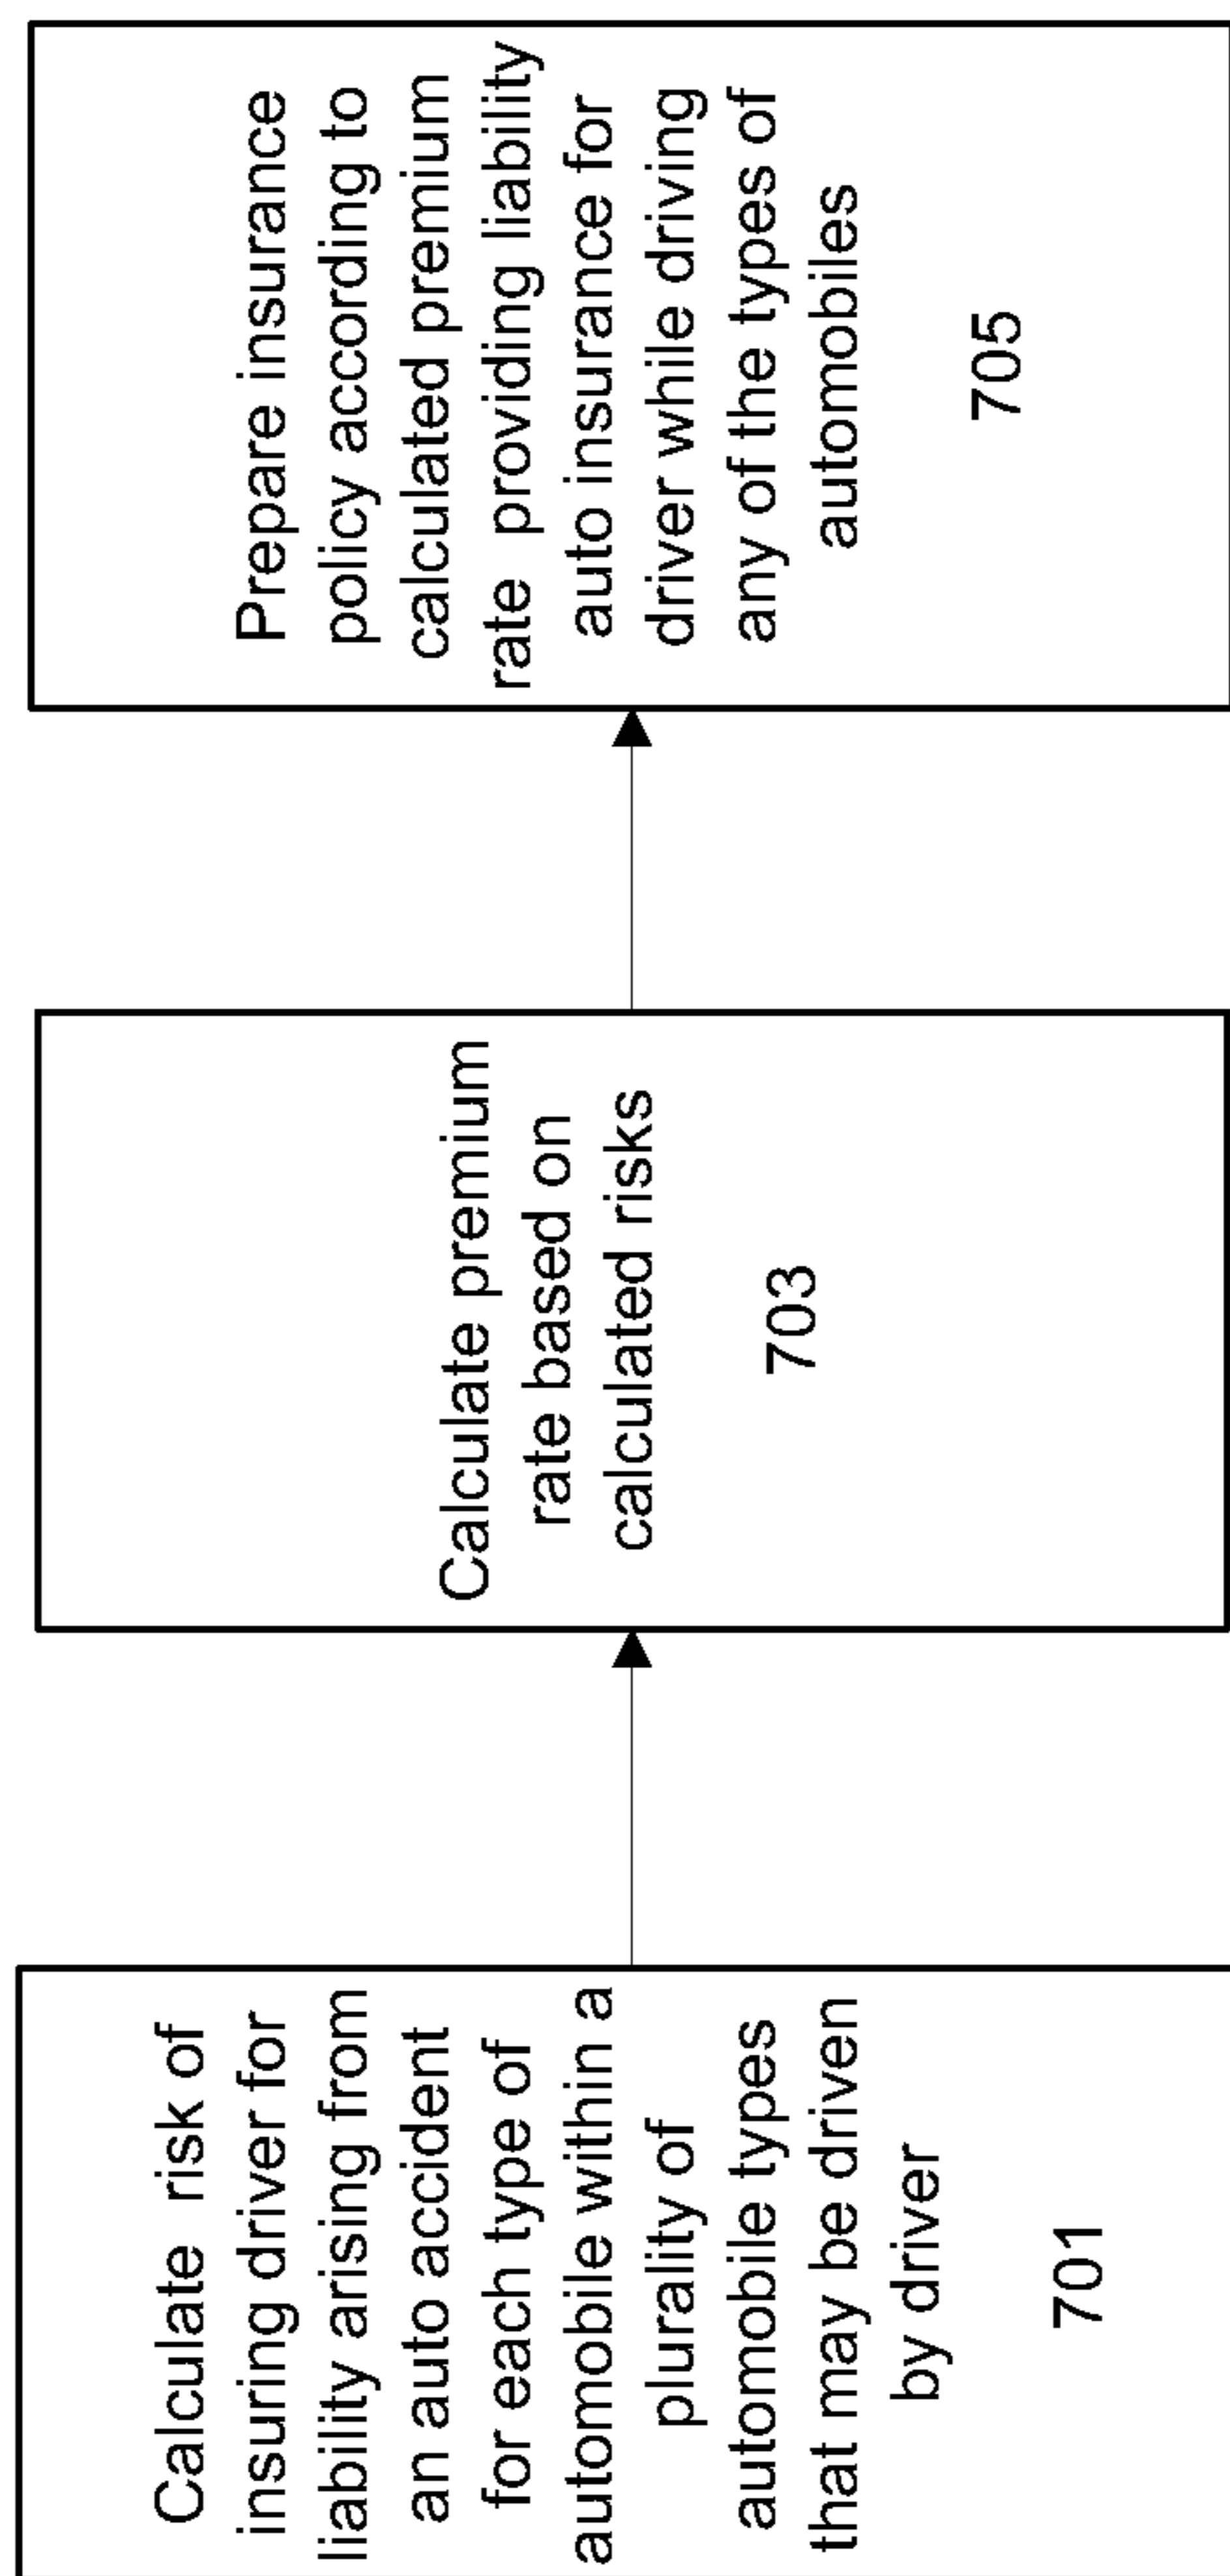 Calculate risk of
insuring driver for
liability arising from
an auto accident
for each type of
automobile within a
plurality of
automobile types
that may be driven
by driver
701
Calculate premium
rate based on
calculated risks
703
Prepare insurance
policy according to
calculated premium
rate providing liability
auto insurance for
driver while driving
any of the types of
automobiles
705